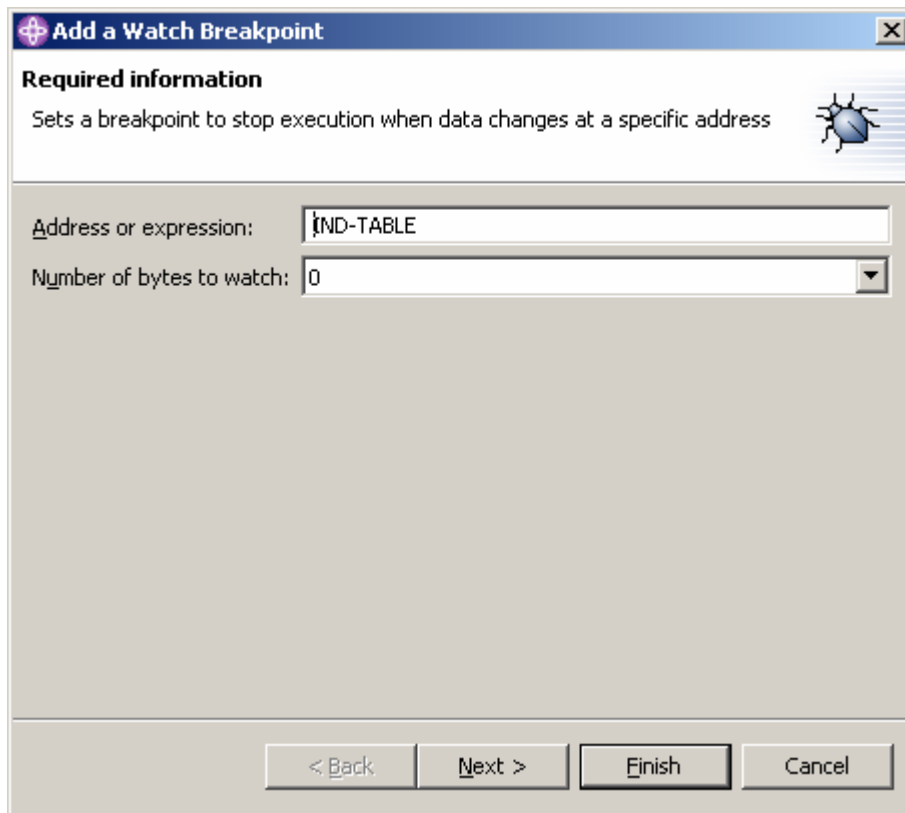 Add a Watch Breakpoint
Required information
Sets a breakpoint to stop execution when data changes at a specific address
Address or expression: IND-TABLE
Number of bytes to watch: 0
< Back Next > Finish Cancel